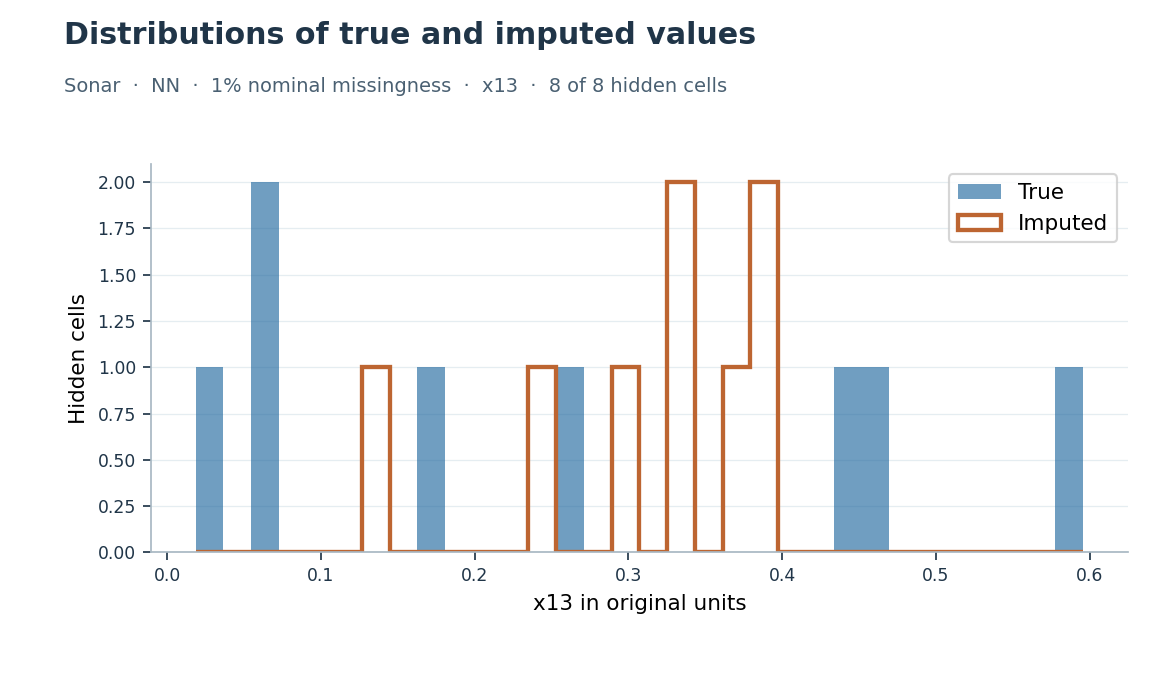 Distributions of true and imputed values
Sonar · NN · 1% nominal missingness · x13 · 8 of 8 hidden cells
True
Imputed
Hidden cells
2.00
1.75
1.50
1.25
1.00
0.75
0.50
0.25
0.00
0.0 0.1 0.2 0.3 0.4 0.5 0.6
x13 in original units